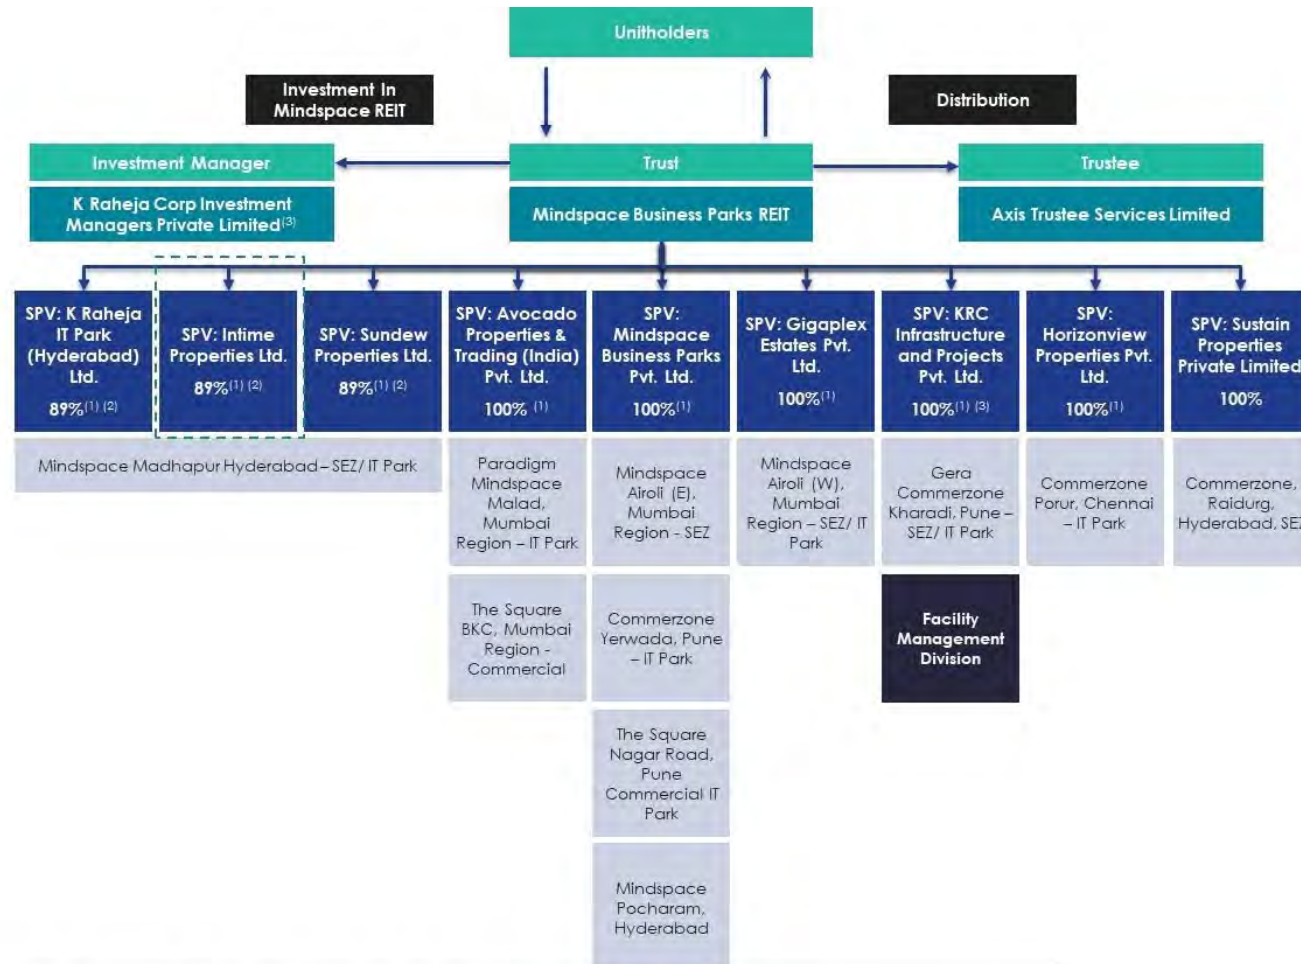 Unitholders
Investment In
Mindspace REIT
Distribution
Investment Manager
Trust
Trustee
K Raheja Corp Investment
Managers Private Limited(3)
Mindspace Business Parks REIT
Axis Trustee Services Limited
SPV: K Raheja
IT Park
(Hyderabad)
Ltd.
89%(1) (2)
SPV: Intime
Properties Ltd.
89%(1) (2)
SPV: Sundew
Properties Ltd.
89%(1) (2)
SPV: Avocado
Properties &
Trading (India)
Pvt. Ltd.
100% (1)
SPV:
Mindspace
Business Parks
Pvt. Ltd.
100%(1)
SPV: Gigaplex
Estates Pvt.
Ltd.
100%(1)
SPV: KRC
Infrastructure
and Projects
Pvt. Ltd.
100%(1) (3)
SPV:
Horizonview
Properties Pvt.
Ltd.
100%(1)
SPV: Sustain
Properties
Private Limited
100%
Mindspace Madhapur Hyderabad – SEZ/ IT Park
Paradigm
Mindspace
Malad,
Mumbai
Region – IT Park
Mindspace
Airoli (E),
Mumbai
Region - SEZ
Mindspace
Airoli (W),
Mumbai
Region – SEZ/ IT
Park
Gera
Commerzone
Kharadi, Pune –
SEZ/ IT Park
Commerzone
Porur, Chennai
– IT Park
Commerzone,
Raidurg,
Hyderabad, SEZ
The Square
BKC, Mumbai
Region -
Commercial
Commerzone
Yerwada, Pune
– IT Park
Facility
Management
Division
The Square
Nagar Road,
Pune
Commercial IT
Park
Mindspace
Pocharam,
Hyderabad